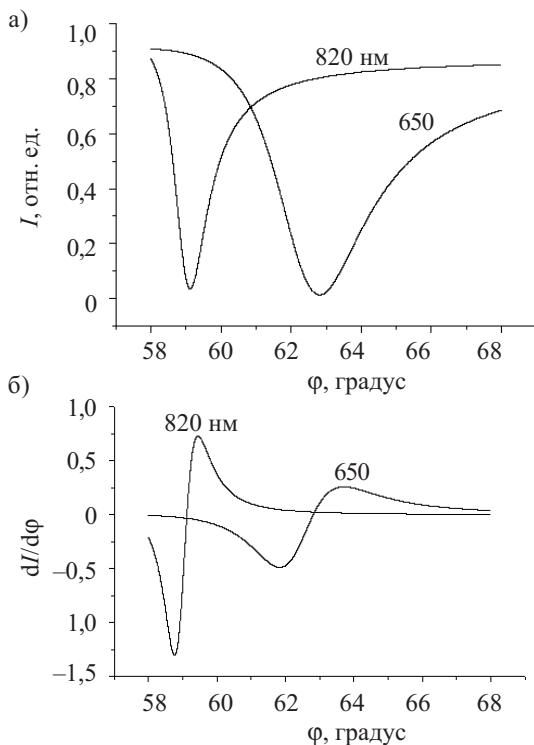 а)
1,0
0,8
0,6
0,4
0,2
0
I, отн. ед.
820 нм
650
58 60 62 64 66 68
φ, градус
б)
1,0
0,5
0
–0,5
1,0
–1,5
dI/dφ
820 нм
650
58 60 62 64 66 68
φ, градус